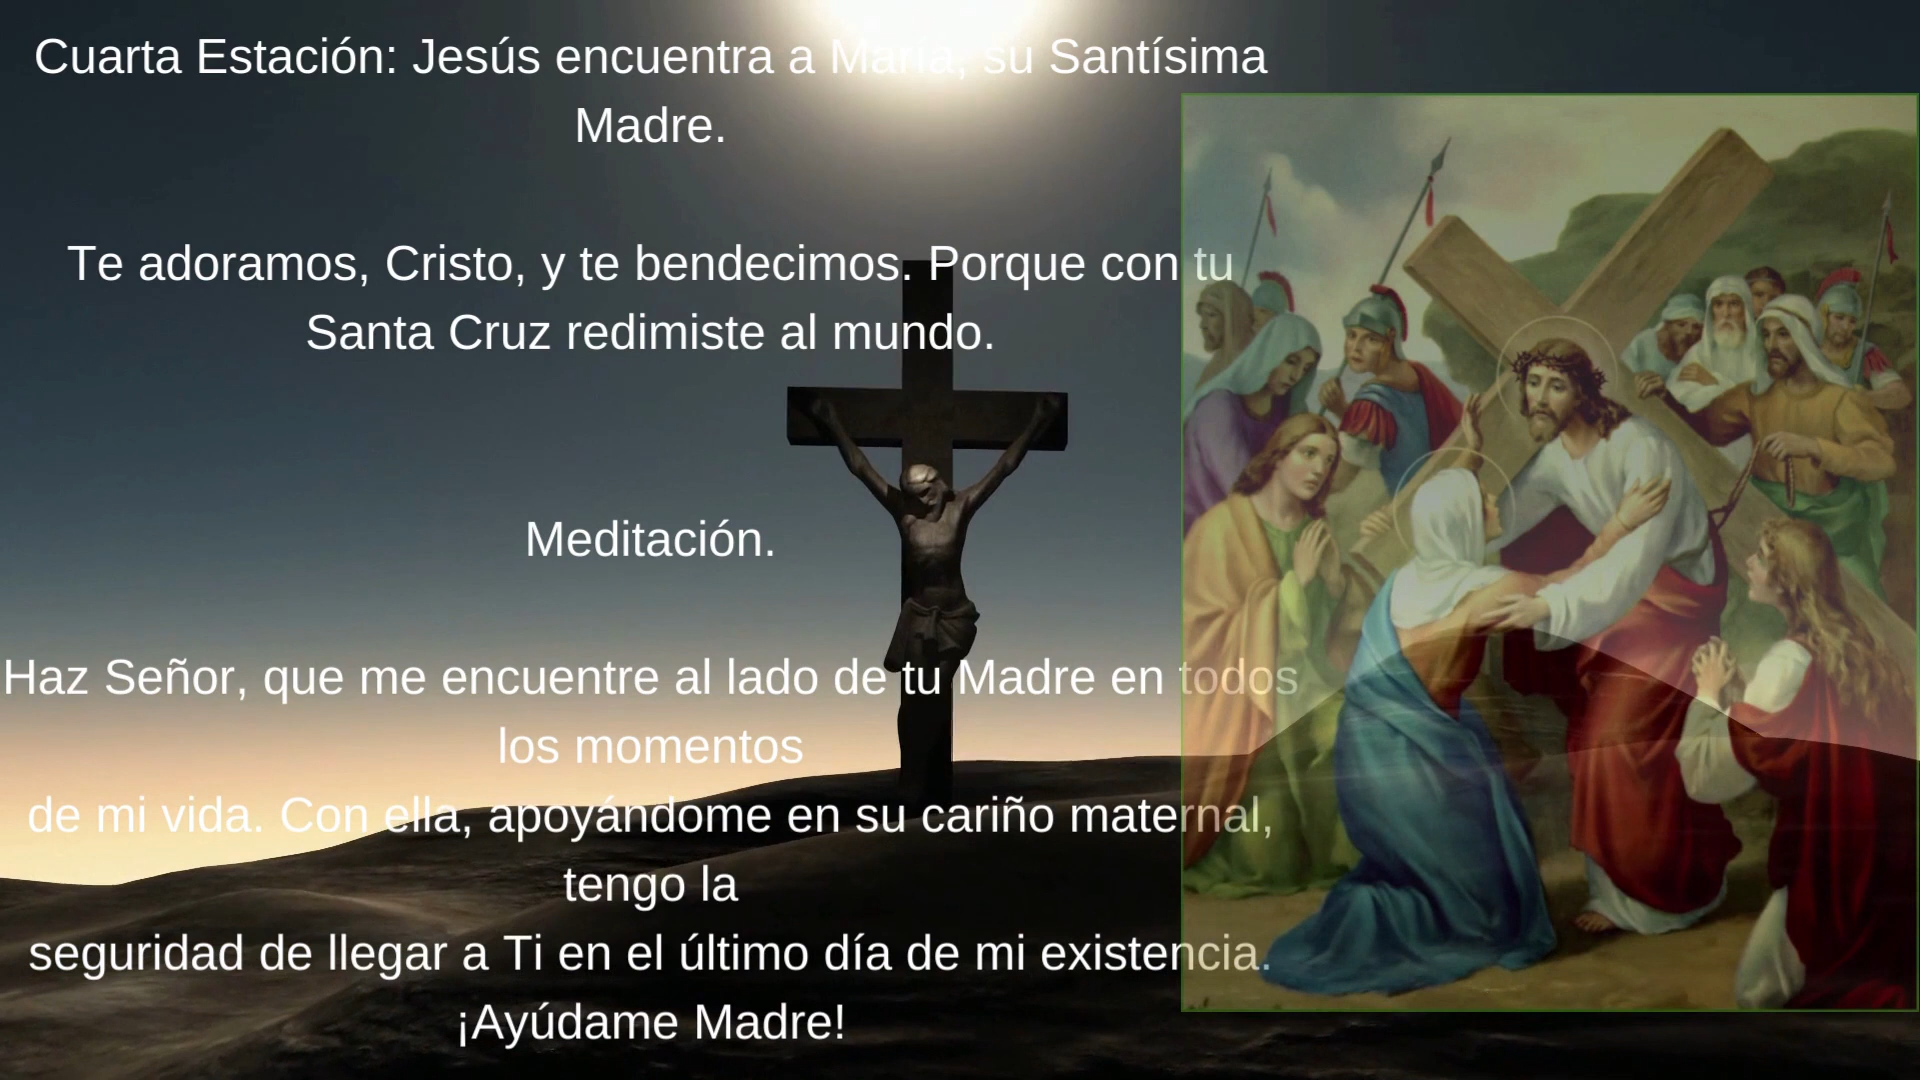 Cuarta Estación: Jesús encuentra a María, su Santísima
Madre.
Te adoramos, Cristo, y te bendecimos. Porque con tu
Santa Cruz redimiste al mundo.
Meditación.
Haz Señor, que me encuentre al lado de tu Madre en todos
los momentos
de mi vida. Con ella, apoyándome en su cariño maternal,
tengo la
seguridad de llegar a Ti en el último día de mi existencia.
¡Ayúdame Madre!